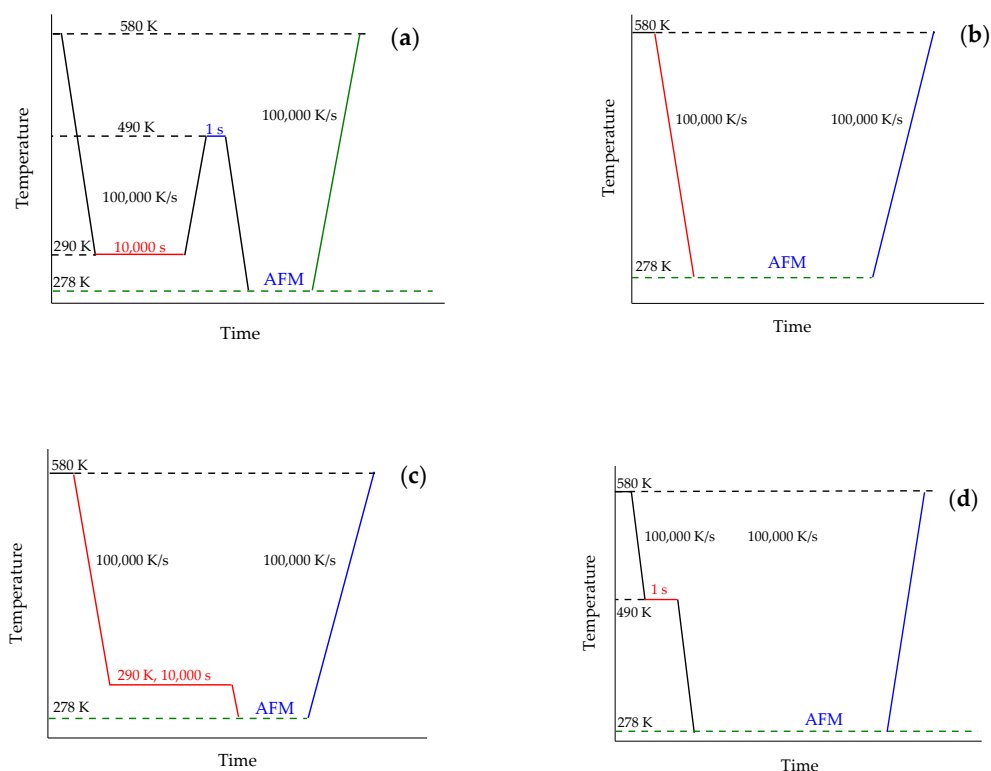 (a)
580 K
100,000 K/s
490 K
1 s
100,000 K/s
290 K
10,000 s
278 K
AFM
Temperature
Time
(b)
580 K
100,000 K/s
100,000 K/s
278 K
AFM
Temperature
Time
(c)
580 K
100,000 K/s
100,000 K/s
290 K, 10,000 s
278 K
AFM
Temperature
Time
(d)
580 K
100,000 K/s
100,000 K/s
1 s
490 K
278 K
AFM
Temperature
Time